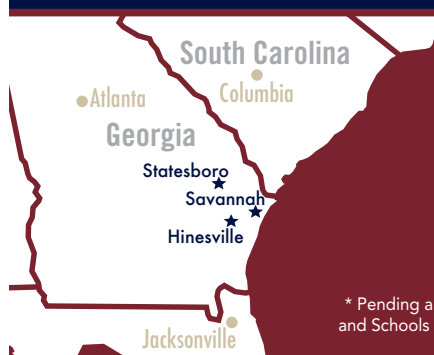 South Carolina
Columbia
Atlanta
Georgia
Statesboro
Savannah
Hinesville
* Pending a
and Schools
Jacksonville